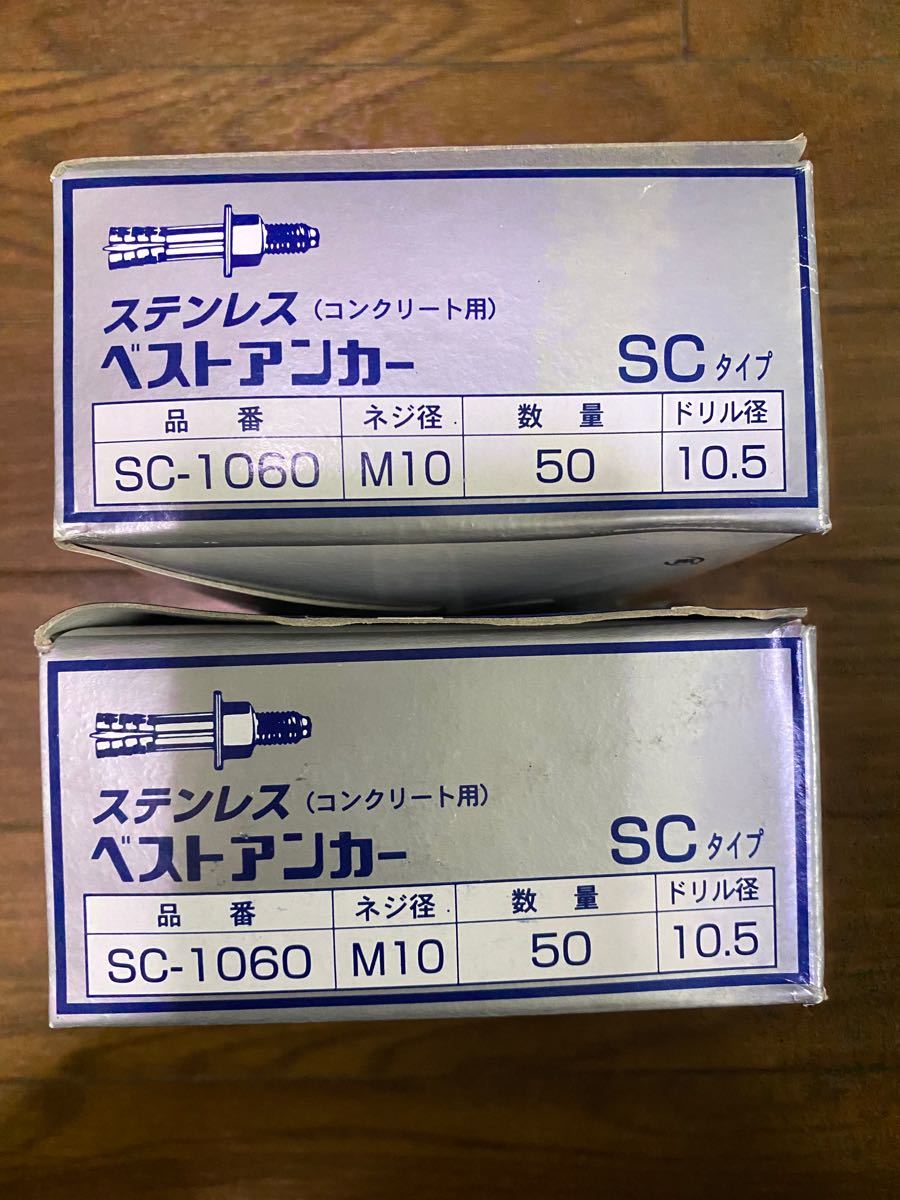 ステンレス（コンクリート用）
ベストアンカー SCタイプ
品番 ネジ径 数量 ドリル径
SC-1060 M10 50 10.5
ステンレス（コンクリート用）
ベストアンカー SCタイプ
品番 ネジ径 数量 ドリル径
SC-1060 M10 50 10.5